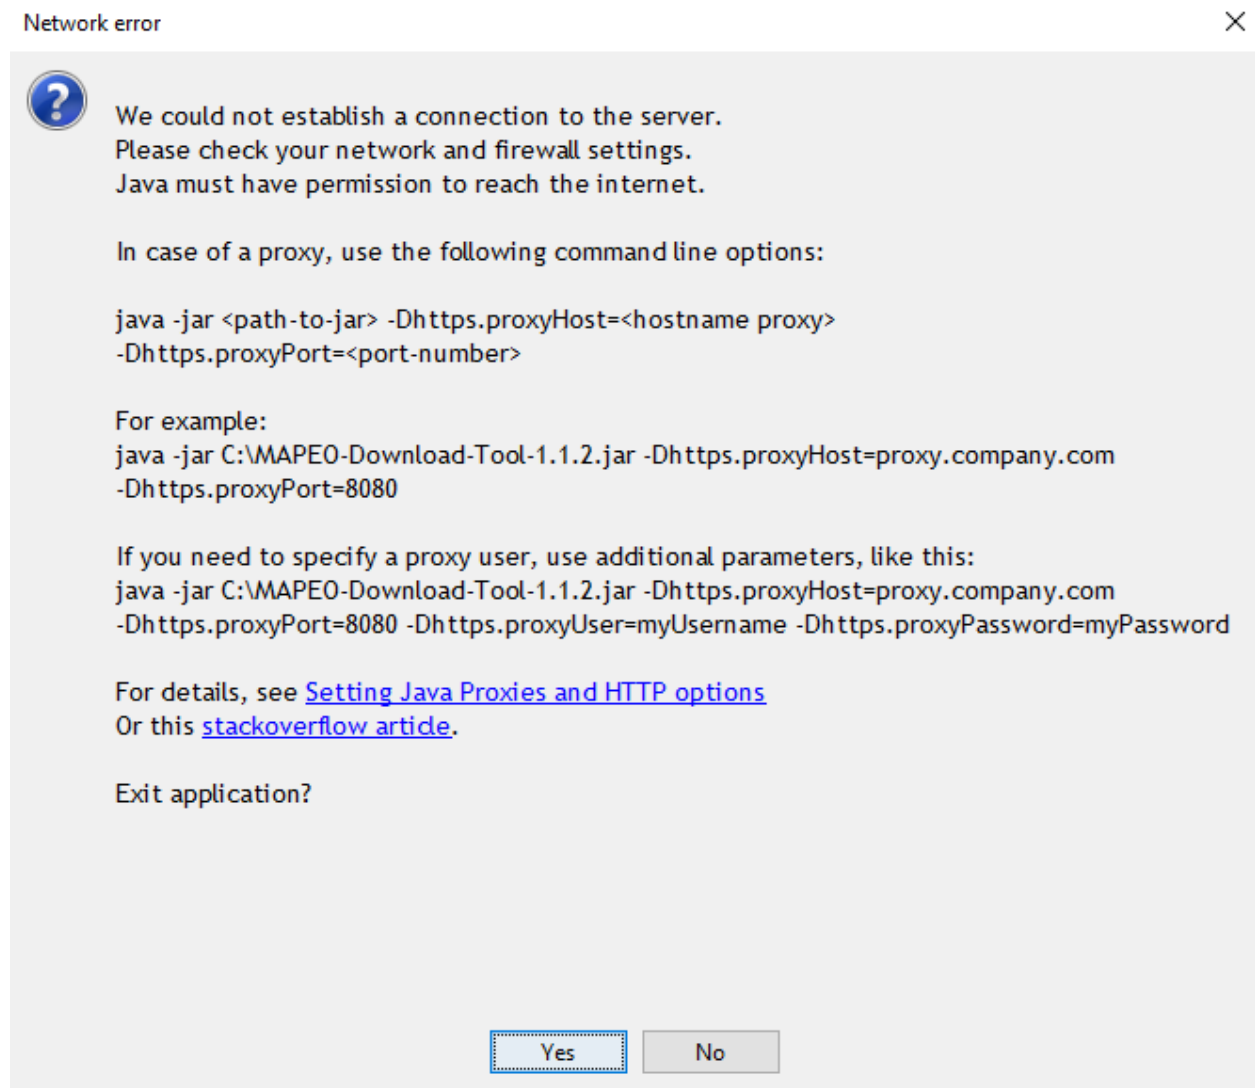 Network error
We could not establish a connection to the server.
Please check your network and firewall settings.
Java must have permission to reach the internet.
In case of a proxy, use the following command line options:
java -jar <path-to-jar> -Dhttps.proxyHost=<hostname proxy>
-Dhttps.proxyPort=<port-number>
For example:
java -jar C:\MAPEO-Download-Tool-1.1.2.jar -Dhttps.proxyHost=proxy.company.com
-Dhttps.proxyPort=8080
If you need to specify a proxy user, use additional parameters, like this:
java -jar C:\MAPEO-Download-Tool-1.1.2.jar -Dhttps.proxyHost=proxy.company.com
-Dhttps.proxyPort=8080 -Dhttps.proxyUser=myUsername -Dhttps.proxyPassword=myPassword
For details, see Setting Java Proxies and HTTP options
Or this stackoverflow article.
Exit application?
Yes No